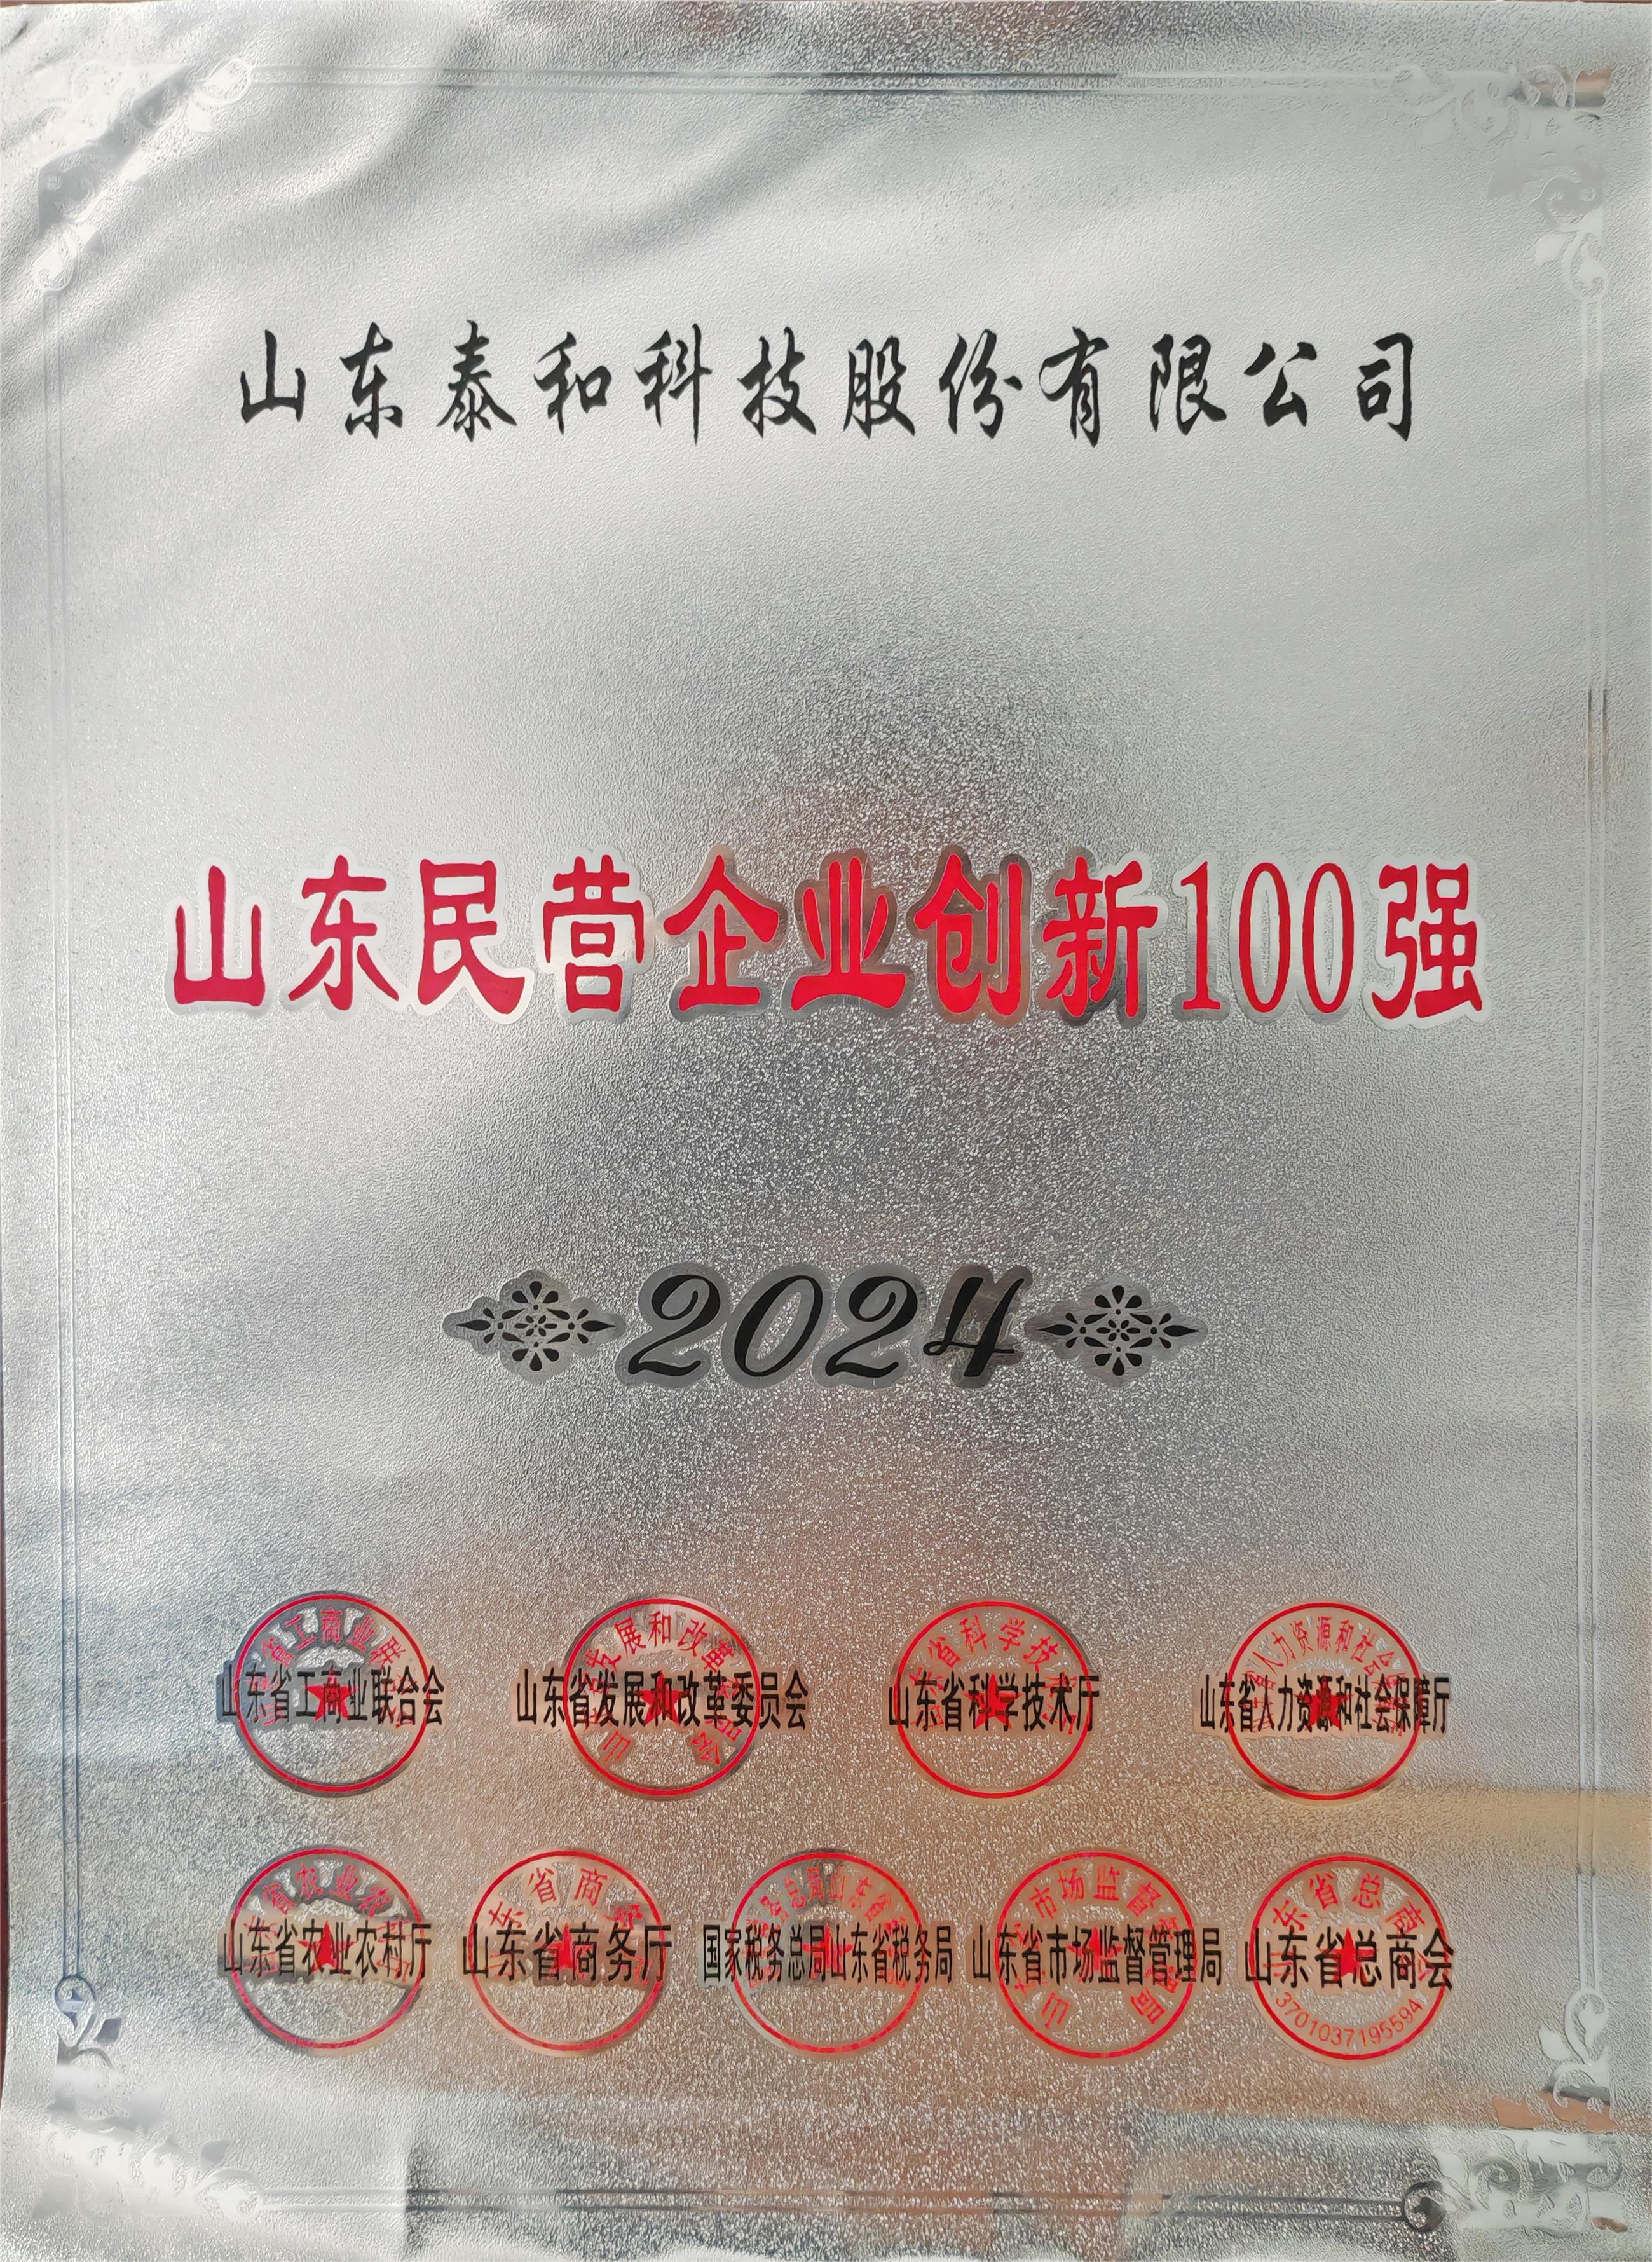 山东泰和科技股份有限公司
山东民营企业创新100强
2024
山东省工商业联合会 山东省发展和改革委员会 山东省科学技术厅 山东省人力资源和社会保障厅
山东省农业农村厅 山东省商务厅 国家税务总局山东省税务局 山东省市场监督管理局 山东省总商会
3701037195594